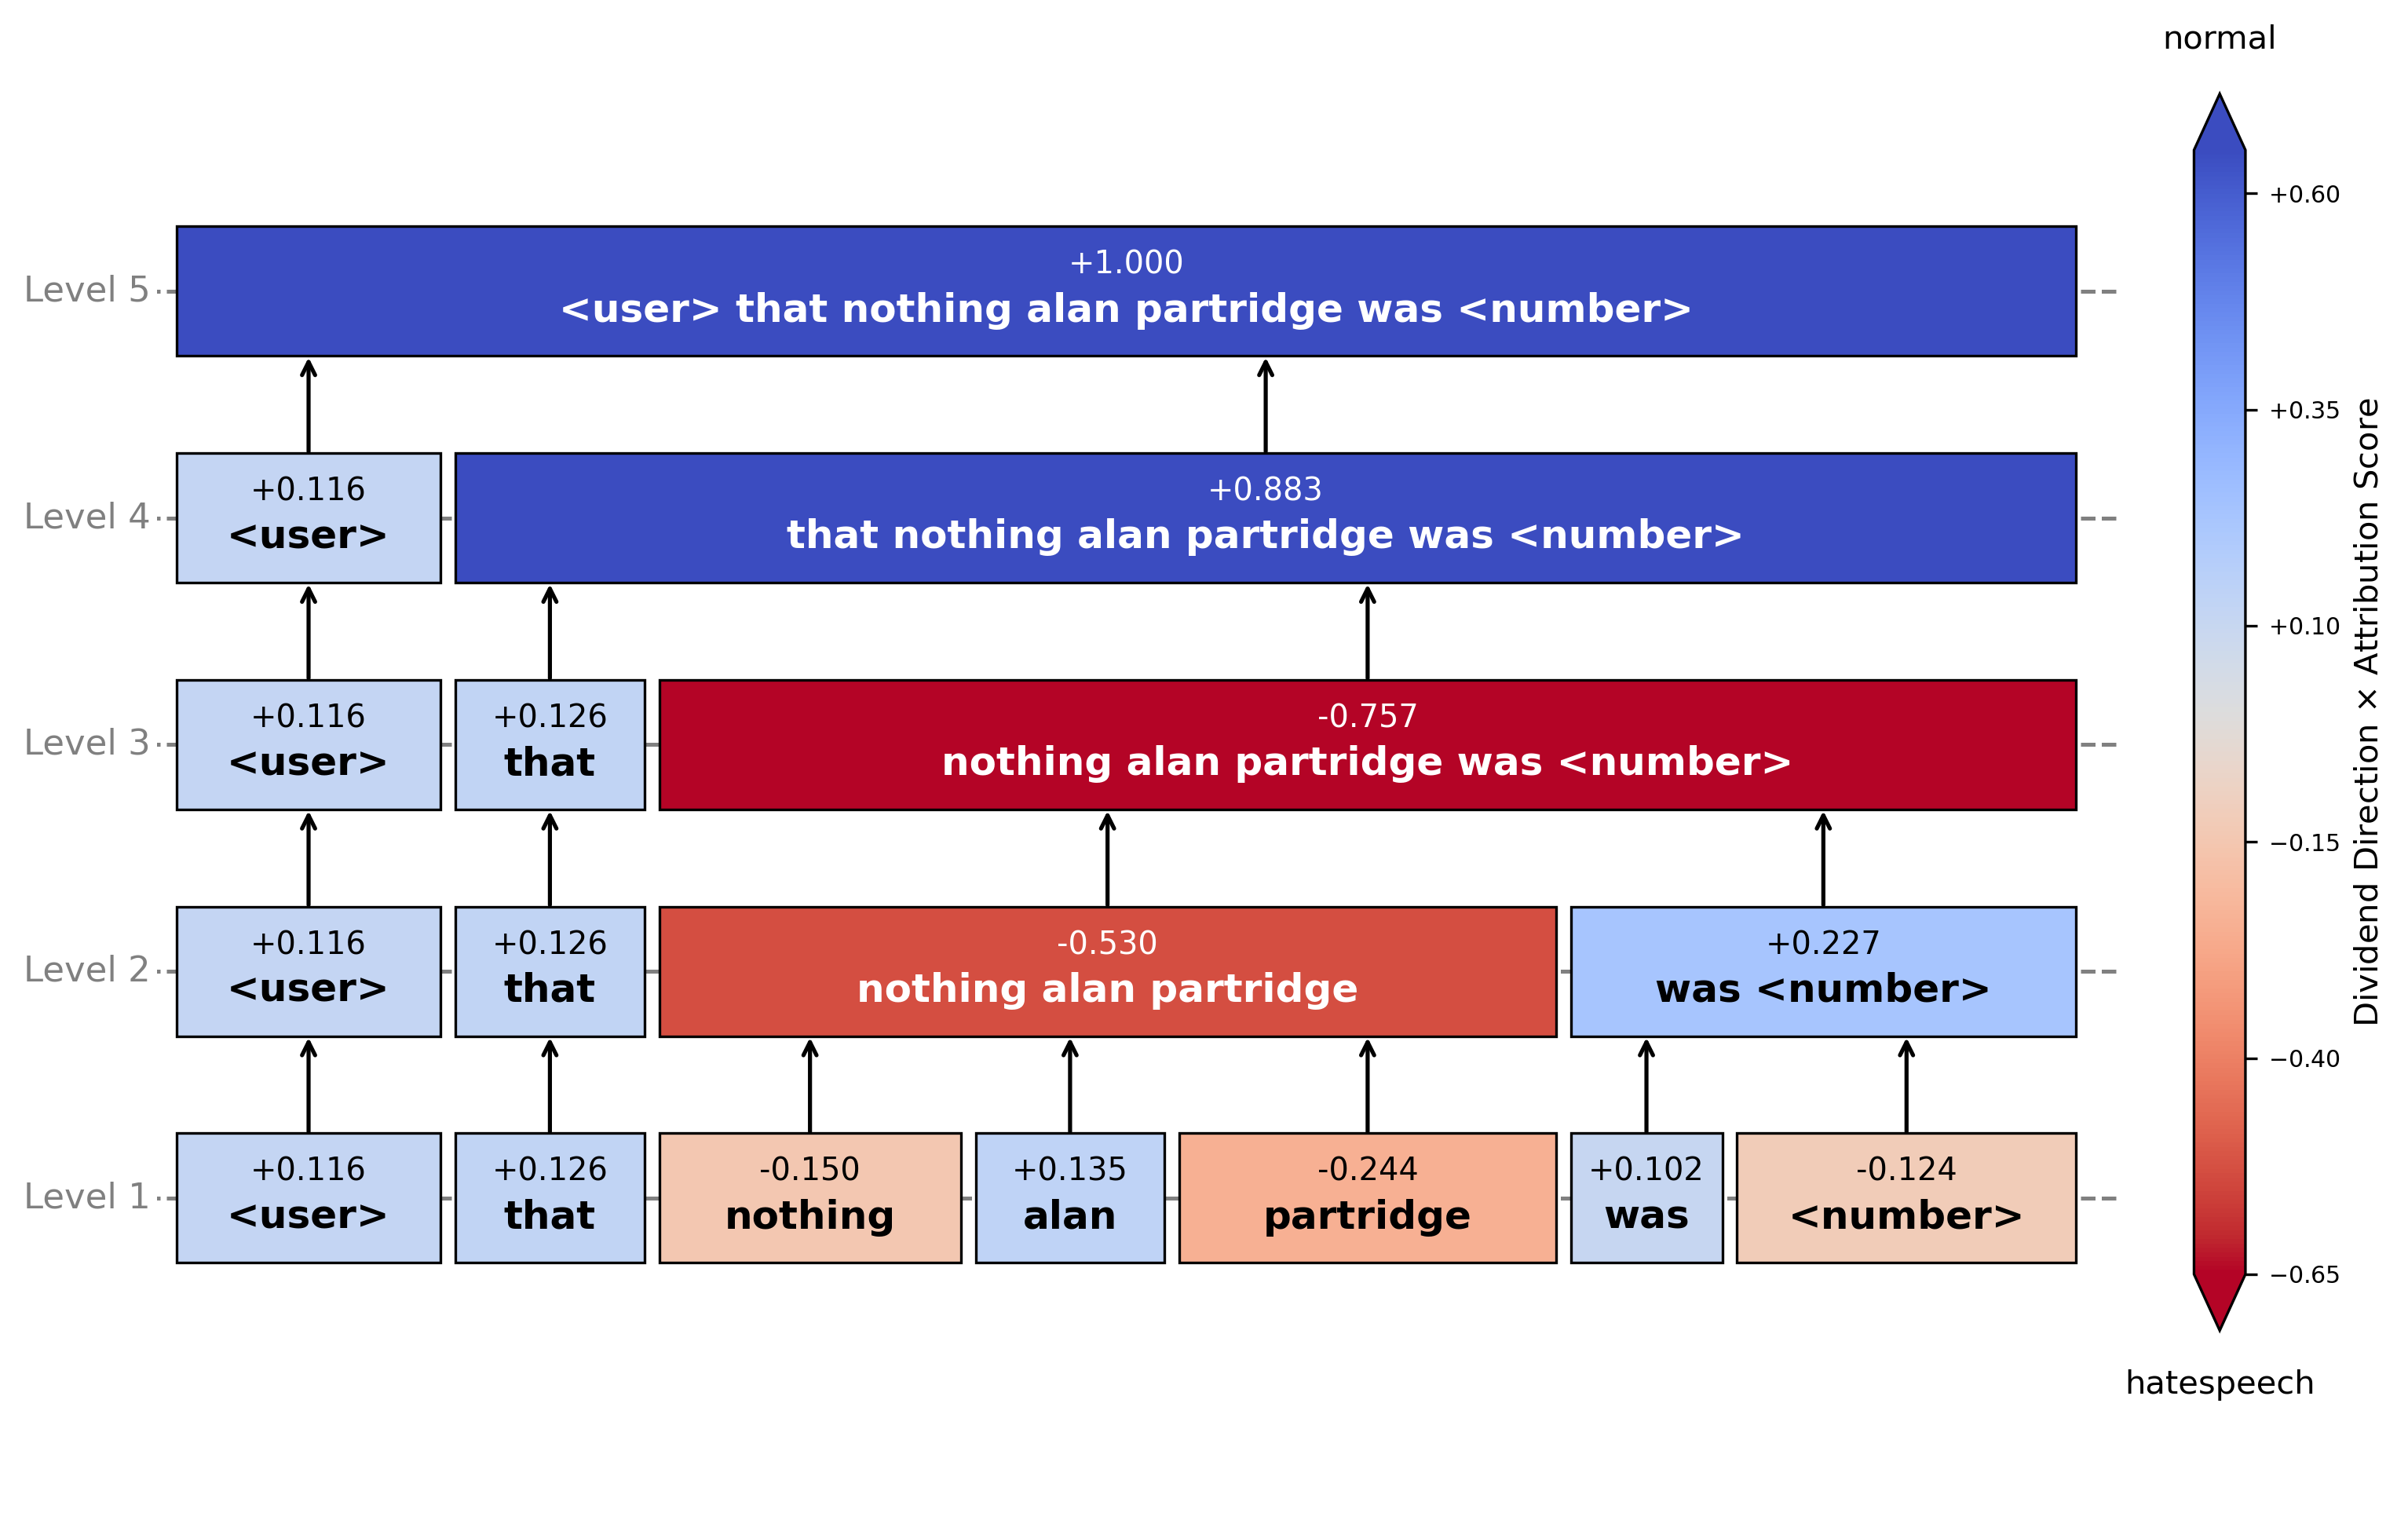 normal
+0.60
+0.35
+0.10
−0.15
−0.40
−0.65
hatespeech
Dividend Direction × Attribution Score
Level 5
+1.000
<user> that nothing alan partridge was <number>
Level 4
+0.116
<user>
+0.883
that nothing alan partridge was <number>
Level 3
+0.116
<user>
+0.126
that
-0.757
nothing alan partridge was <number>
Level 2
+0.116
<user>
+0.126
that
-0.530
nothing alan partridge
+0.227
was <number>
Level 1
+0.116
<user>
+0.126
that
-0.150
nothing
+0.135
alan
-0.244
partridge
+0.102
was
-0.124
<number>